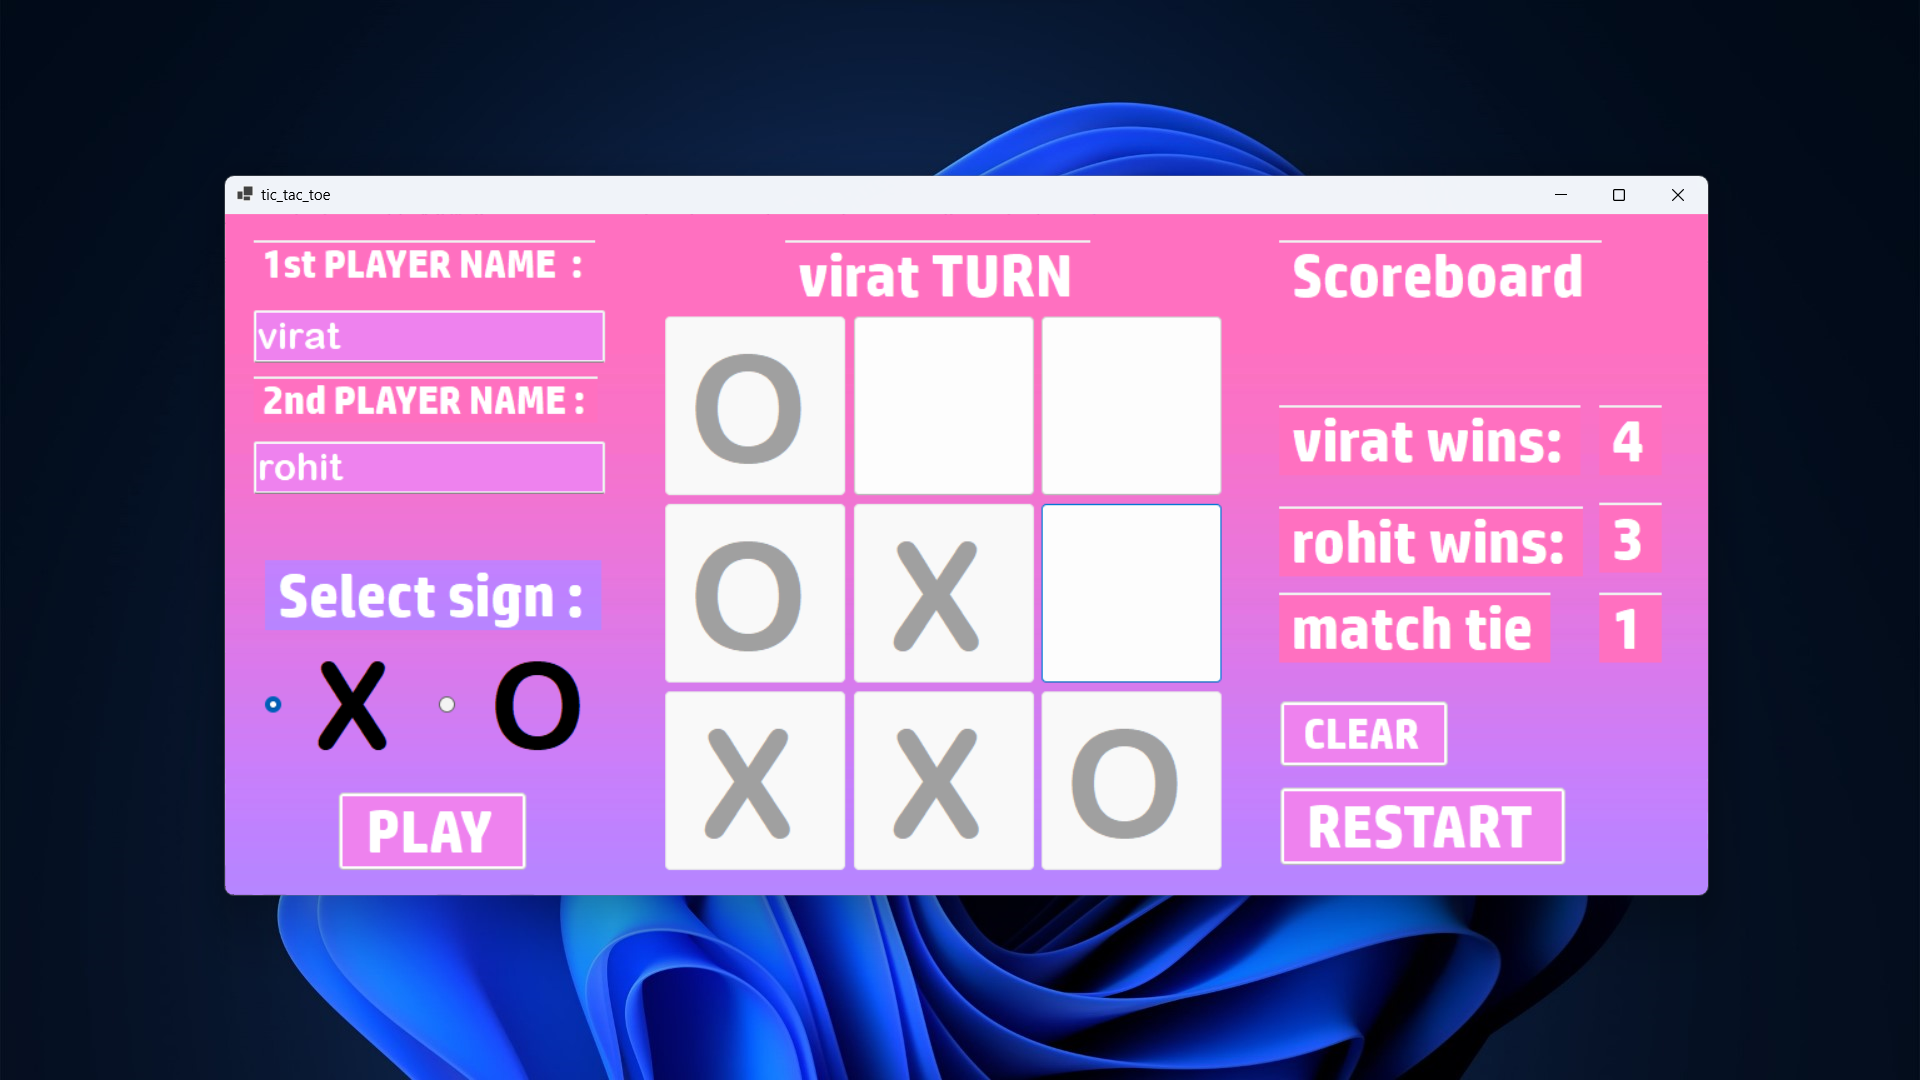 tic_tac_toe
1st PLAYER NAME :
virat
2nd PLAYER NAME :
rohit
Select sign :
X O
PLAY
virat TURN
O
O X
X X O
Scoreboard
virat wins: 4
rohit wins: 3
match tie 1
CLEAR
RESTART